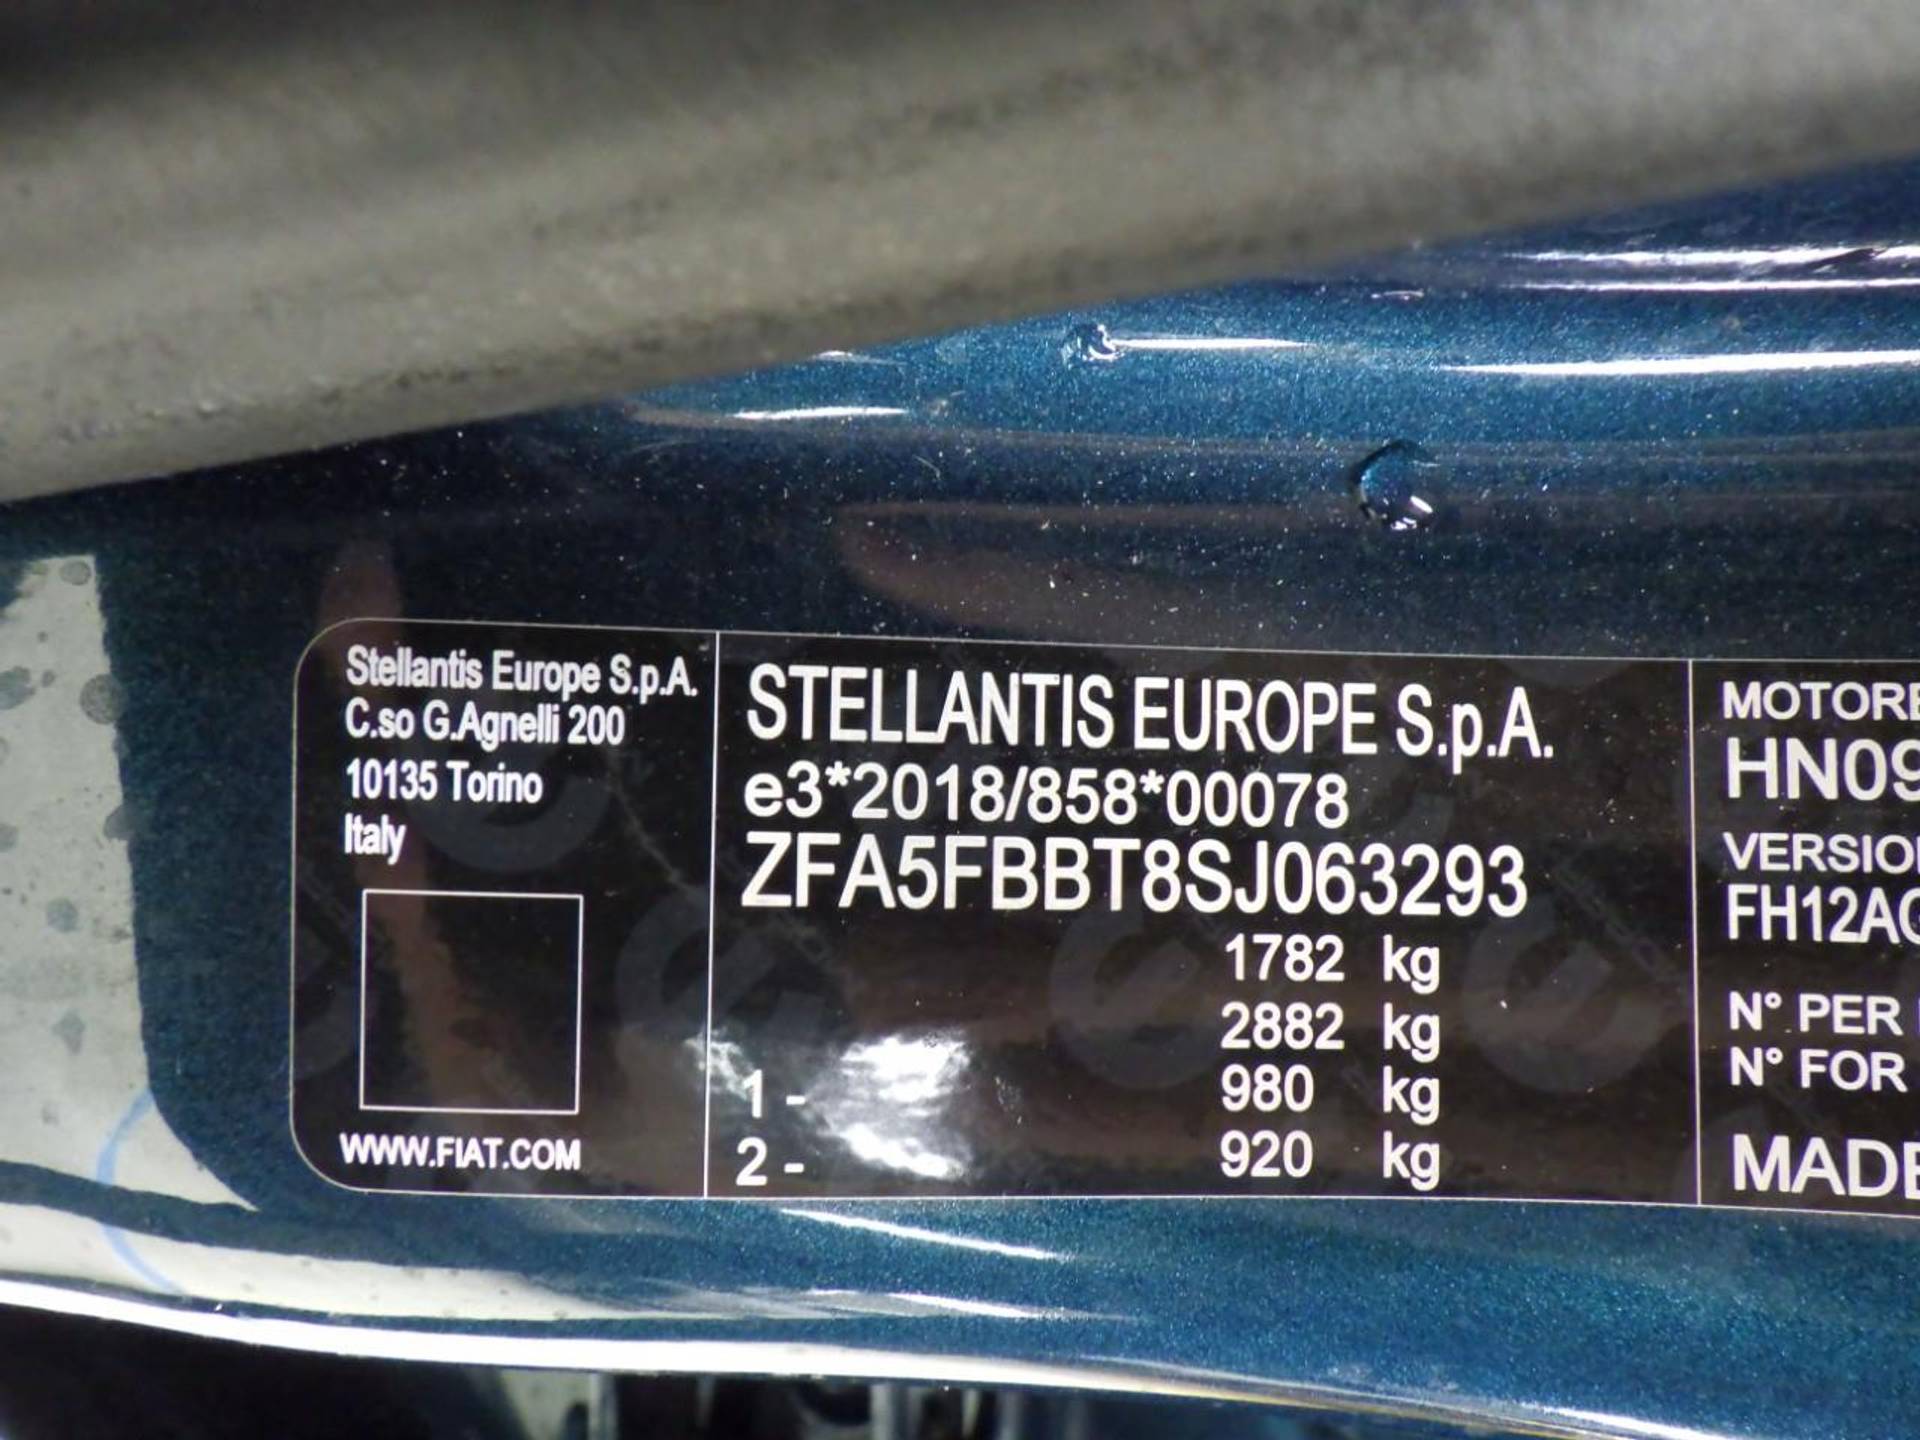 Stellantis Europe S.p.A.
C.so G.Agnelli 200
10135 Torino
Italy
WWW.FIAT.COM
STELLANTIS EUROPE S.p.A.
e3*2018/858*00078
ZFA5FBBT8SJ063293
1782 kg
2882 kg
1 - 980 kg
2 - 920 kg
MOTORE
HN09
VERSIO
FH12A
N° PER
N° FOR
MADE